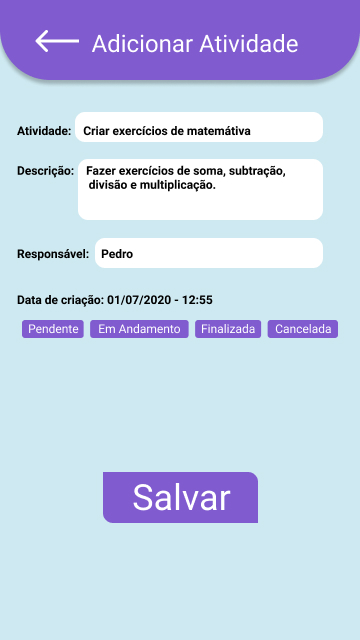 Adicionar Atividade
Atividade: Criar exercícios de matemátiva
Descrição: Fazer exercícios de soma, subtração,
divisão e multiplicação.
Responsável: Pedro
Data de criação: 01/07/2020 - 12:55
Pendente Em Andamento Finalizada Cancelada
Salvar